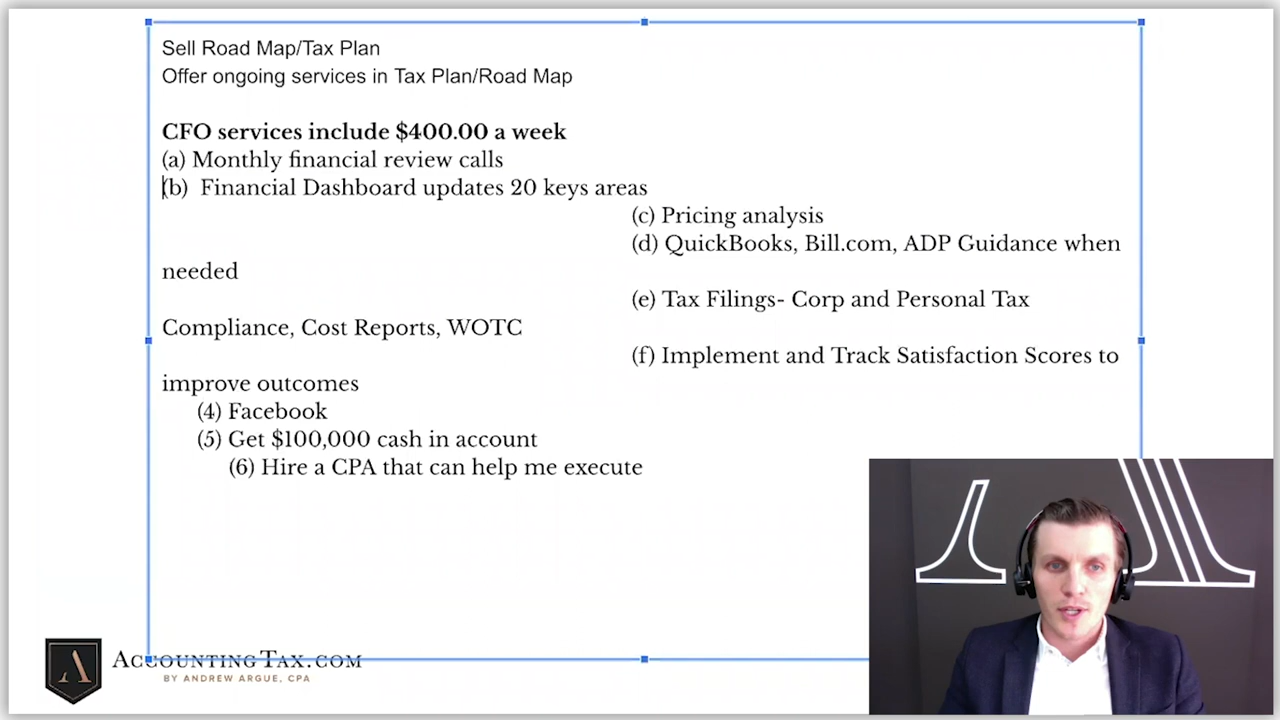 Sell Road Map/Tax Plan
Offer ongoing services in Tax Plan/Road Map
CFO services include $400.00 a week
(a) Monthly financial review calls
(b) Financial Dashboard updates 20 keys areas
(c) Pricing analysis
(d) QuickBooks, Bill.com, ADP Guidance when
needed
(e) Tax Filings- Corp and Personal Tax
Compliance, Cost Reports, WOTC
(f) Implement and Track Satisfaction Scores to
improve outcomes
(4) Facebook
(5) Get $100,000 cash in account
(6) Hire a CPA that can help me execute
A
AccountingTax.com
BY ANDREW ARGUE, CPA